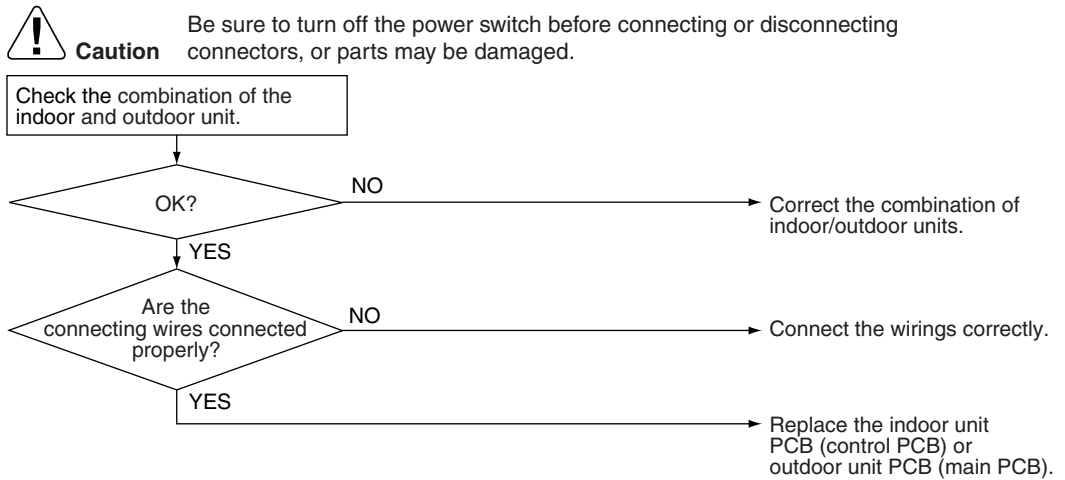 Be sure to turn off the power switch before connecting or disconnecting
Caution connectors, or parts may be damaged.
Check the combination of the
indoor and outdoor unit.
OK?
NO
Correct the combination of
indoor/outdoor units.
YES
Are the
connecting wires connected
properly?
NO
Connect the wirings correctly.
YES
Replace the indoor unit
PCB (control PCB) or
outdoor unit PCB (main PCB).